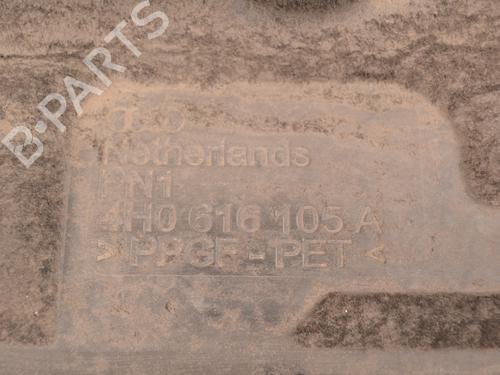 B-PARTS
Netherlands
PN1
4H0 616 105 A
> PPGF - PET <